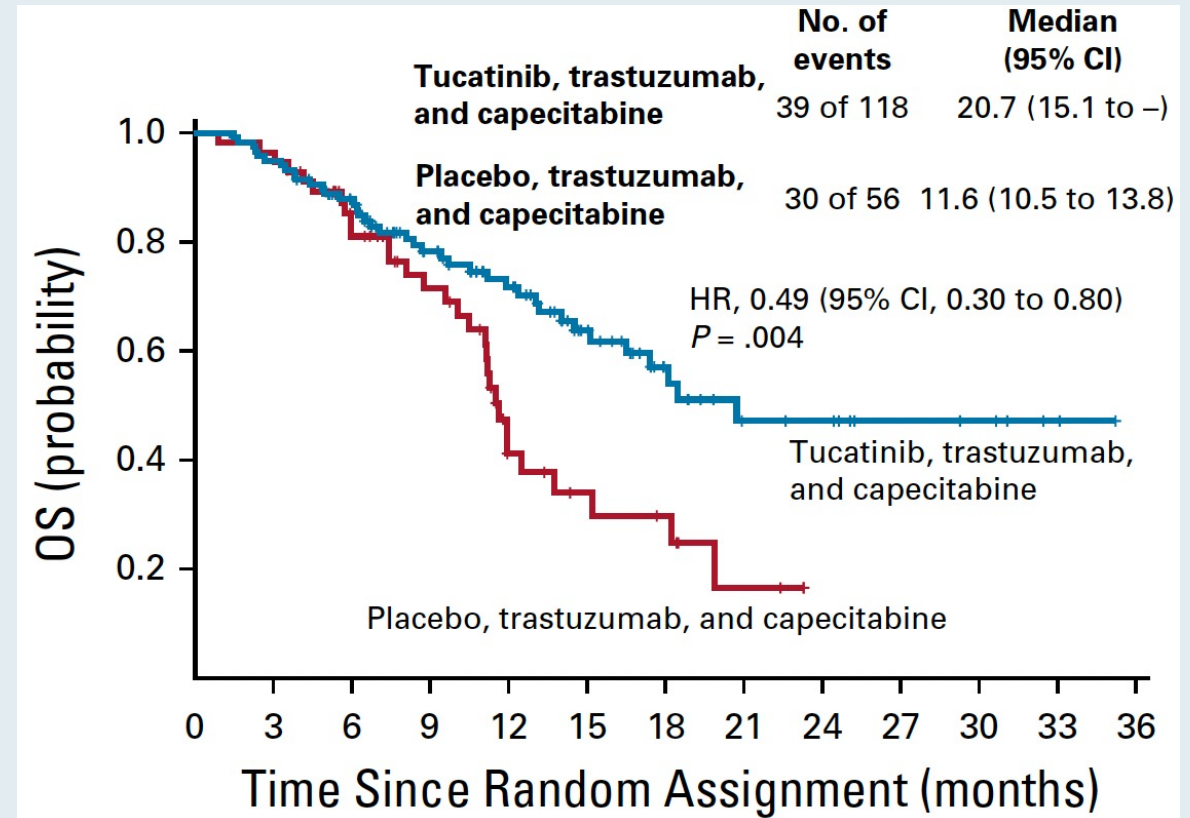 No. of events
Median (95% CI)
Tucatinib, trastuzumab,
and capecitabine
39 of 118
20.7 (15.1 to –)
Placebo, trastuzumab,
and capecitabine
30 of 56
11.6 (10.5 to 13.8)
HR, 0.49 (95% CI, 0.30 to 0.80)
P = .004
OS (probability)
1.0
0.8
0.6
0.4
0.2
Tucatinib, trastuzumab,
and capecitabine
Placebo, trastuzumab, and capecitabine
0 3 6 9 12 15 18 21 24 27 30 33 36
Time Since Random Assignment (months)